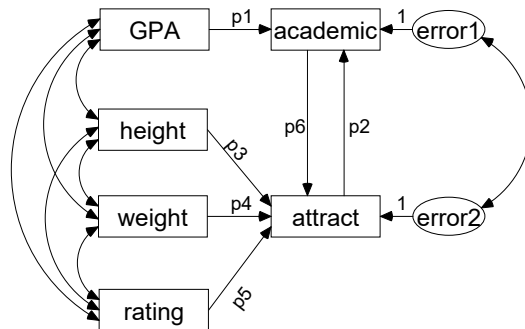 GPA p1 academic 1 error1
p6 p2
height p3
weight p4 attract 1 error2
rating p5